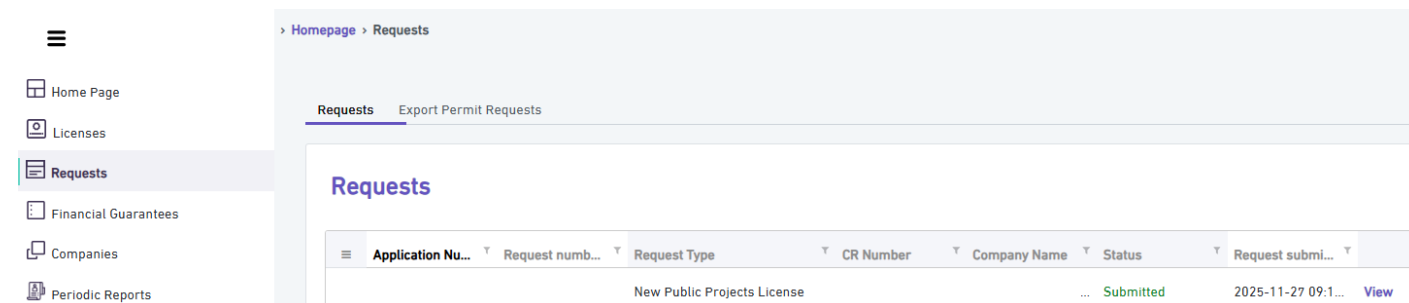 > Homepage > Requests
Home Page
Licenses
Requests
Financial Guarantees
Companies
Periodic Reports
Requests Export Permit Requests
Requests
Application Nu... Request numb... Request Type CR Number Company Name Status Request submi...
New Public Projects License ... Submitted 2025-11-27 09:1... View